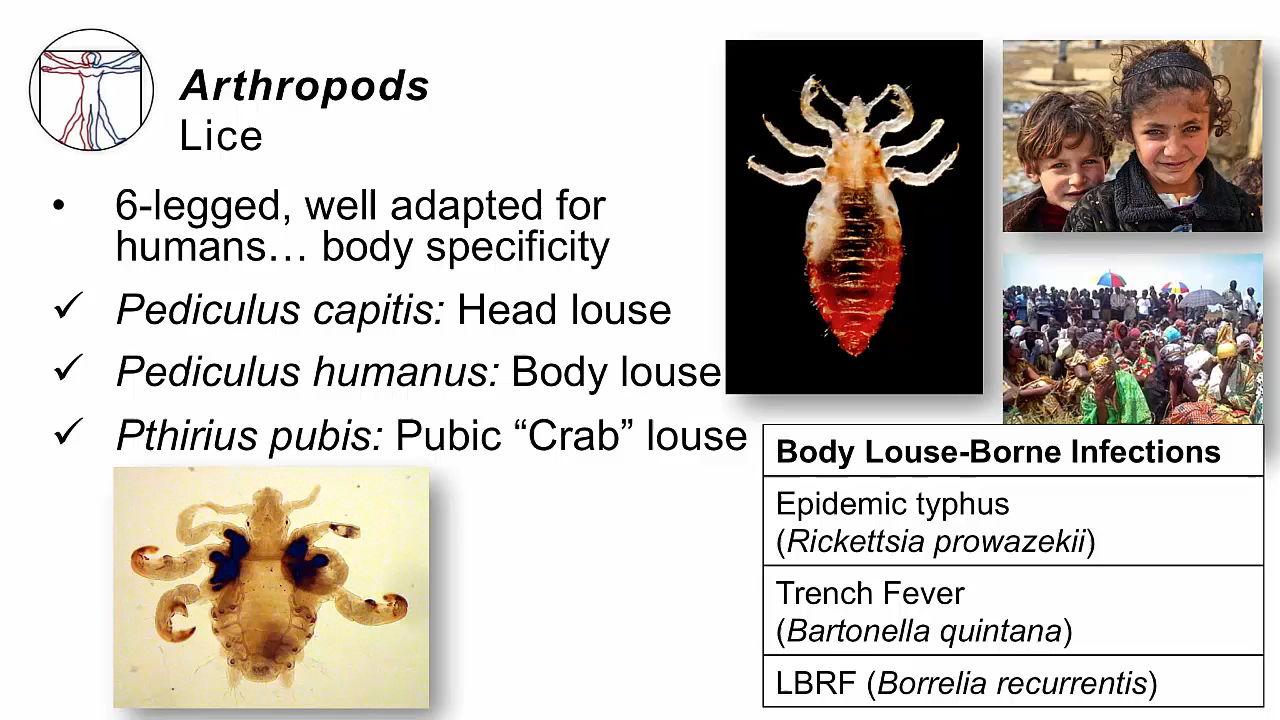 Arthropods
Lice
• 6-legged, well adapted for
humans… body specificity
✓ Pediculus capitis: Head louse
✓ Pediculus humanus: Body louse
✓ Pthirius pubis: Pubic “Crab” louse
Body Louse-Borne Infections
Epidemic typhus
(Rickettsia prowazekii)
Trench Fever
(Bartonella quintana)
LBRF (Borrelia recurrentis)